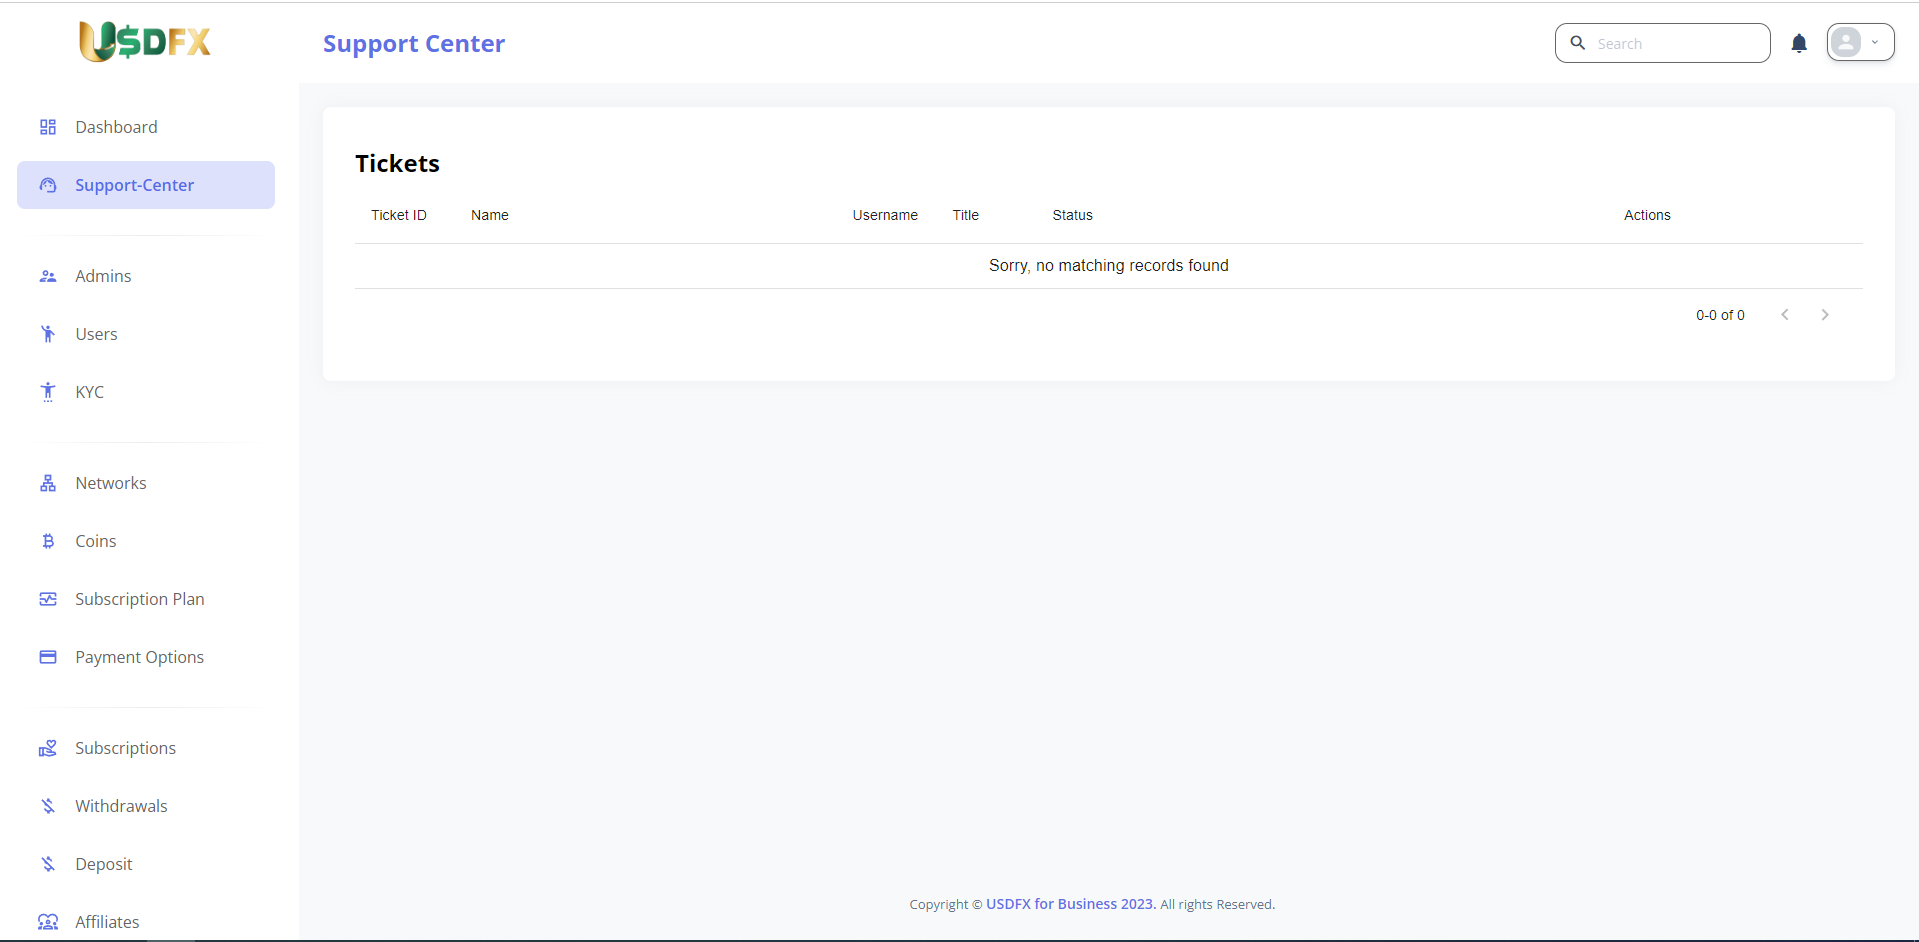 USDFX
Support Center
Search
Dashboard
Support-Center
Admins
Users
KYC
Networks
Coins
Subscription Plan
Payment Options
Subscriptions
Withdrawals
Deposit
Affiliates
Tickets
Ticket ID Name Username Title Status Actions
Sorry, no matching records found
0-0 of 0
Copyright © USDFX for Business 2023. All rights Reserved.